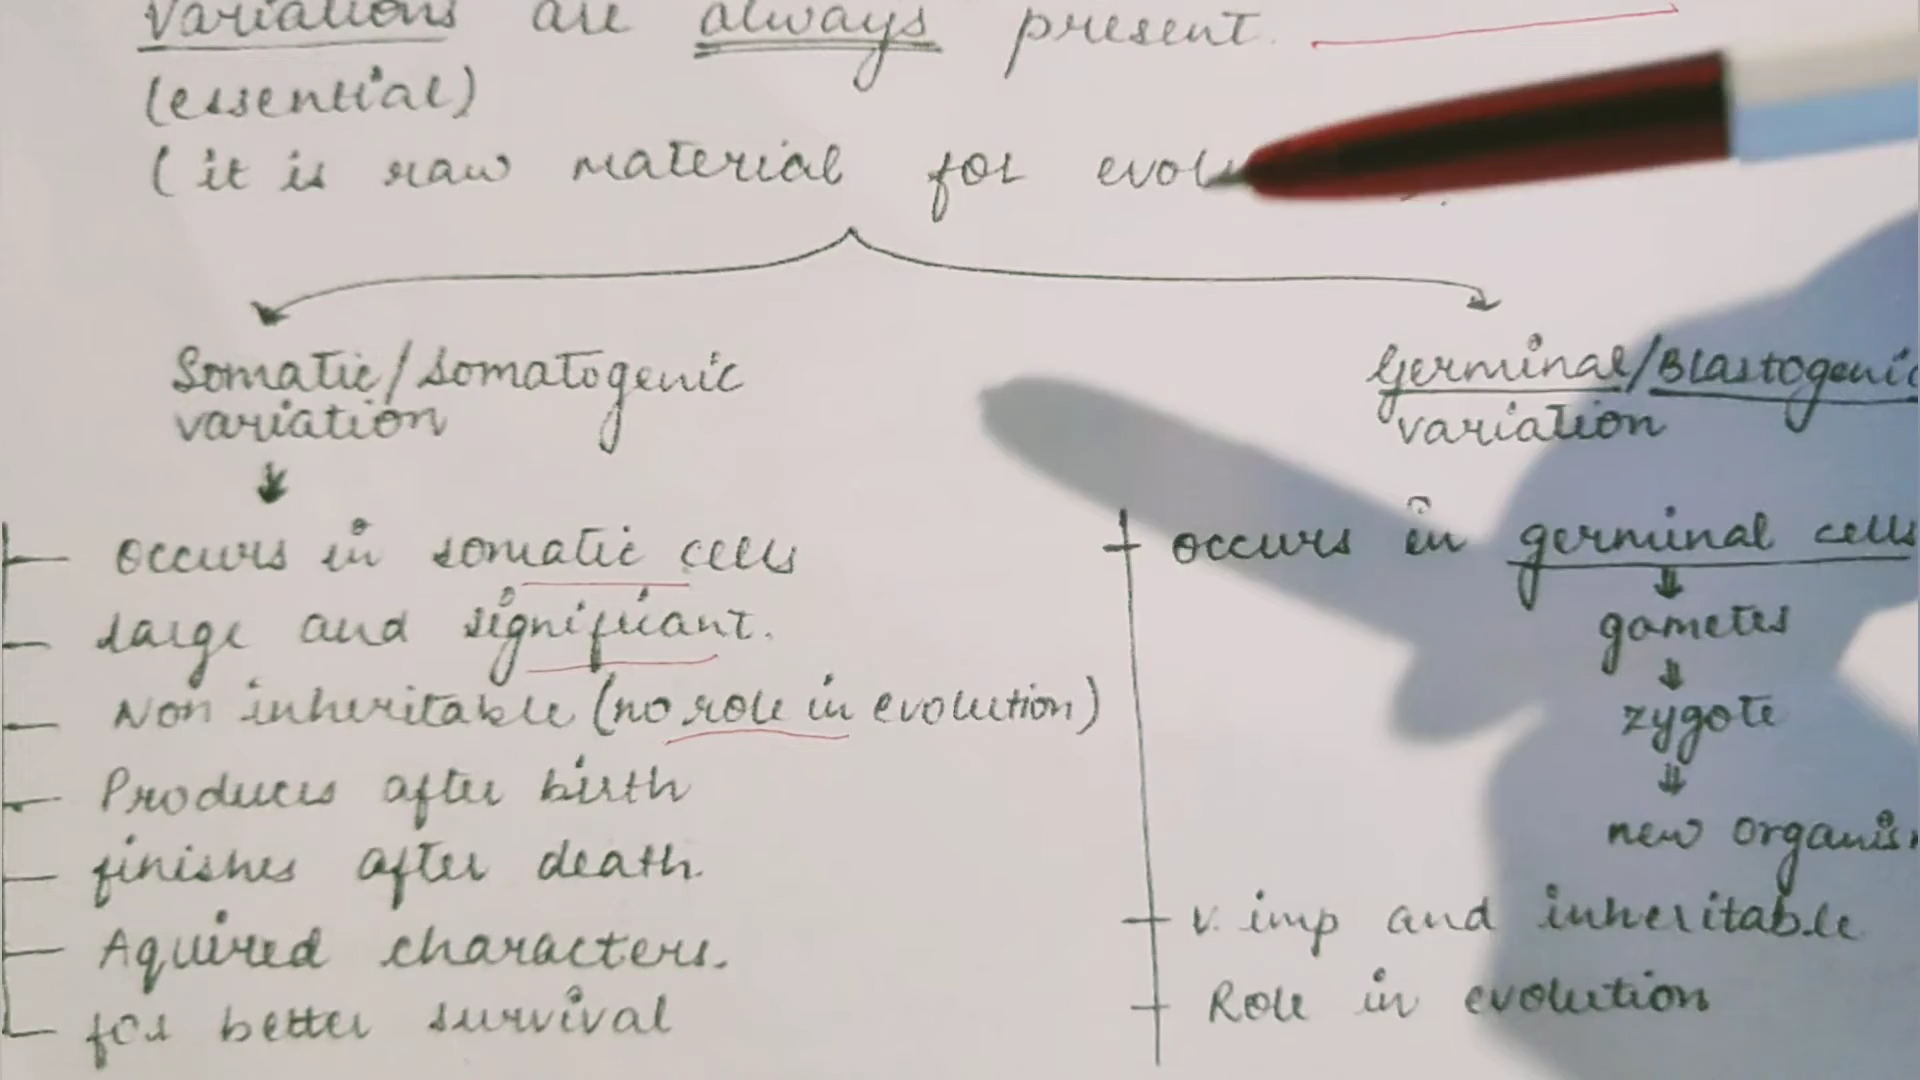 Variations are always present.
(essential)
(it is raw material for evol
Somatic/somatogenic
variation
occurs in somatic cells
large and significant.
Non inheritable (no role in evolution)
Produces after birth
finishes after death.
Aquired characters.
for better survival
Germinal/Blastogenic
variation
occurs in germinal cells
gametes
zygote
new organis
v. imp and inheritable
Role in evolution